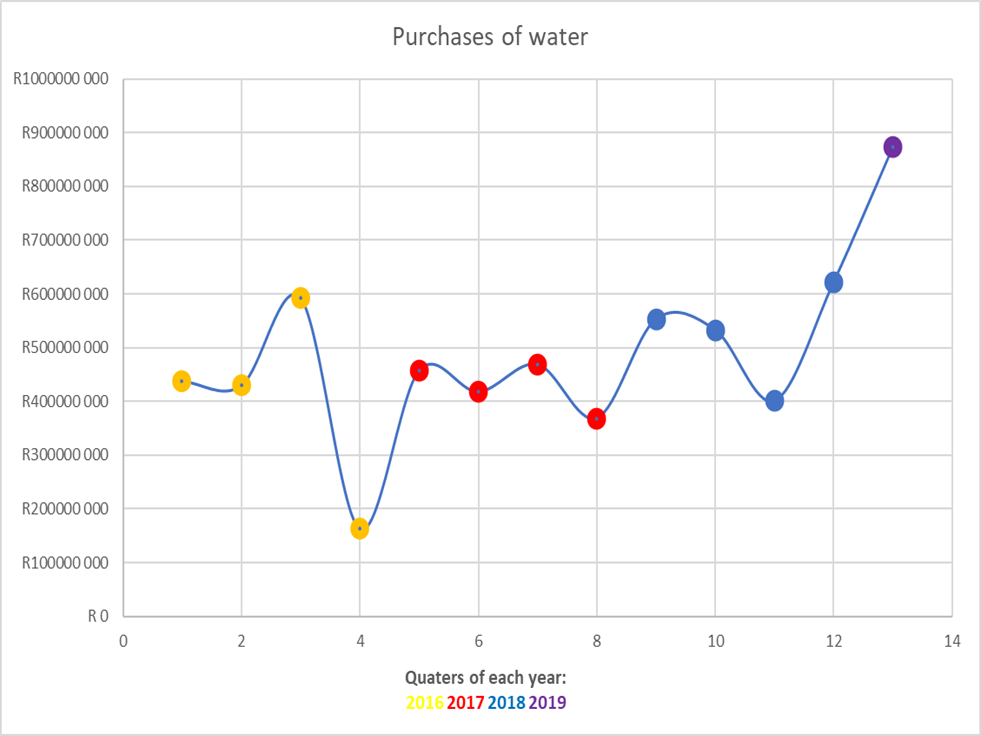 Purchases of water
R1000000 000
R900000 000
R800000 000
R700000 000
R600000 000
R500000 000
R400000 000
R300000 000
R200000 000
R100000 000
R 0
0 2 4 6 8 10 12 14
Quaters of each year:
2016 2017 2018 2019